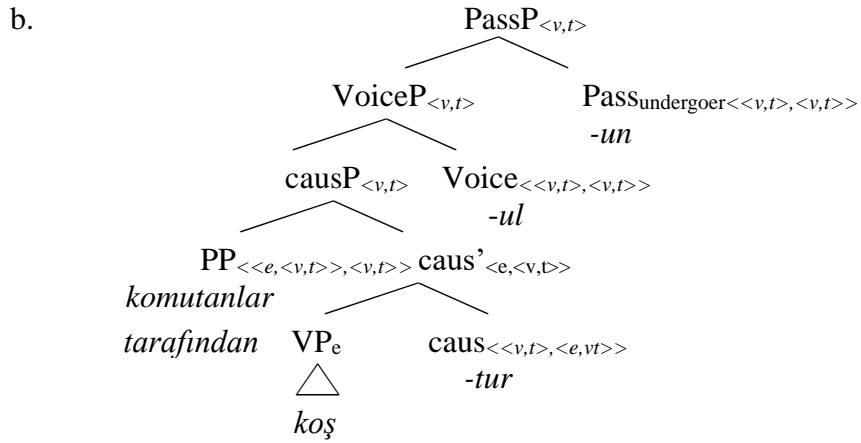 b. PassP<v,t>
VoiceP<v,t> Passundergoer<<v,t>,<v,t>>
-un
causP<v,t> Voice<<v,t>,<v,t>>
-ul
PP<<e,<v,t>>,<v,t>> caus’<e,<v,t>>
komutanlar
tarafından VPe caus<<v,t>,<e,vt>>
-tur
koş